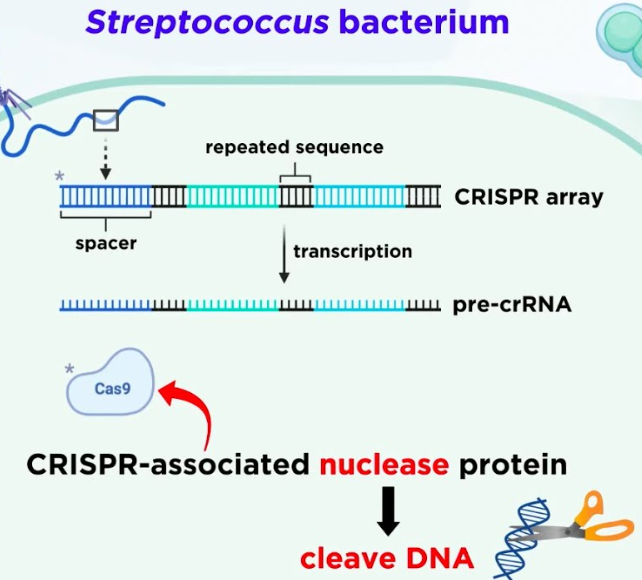 Streptococcus bacterium
repeated sequence
*
CRISPR array
spacer
transcription
pre-crRNA
*
Cas9
CRISPR-associated nuclease protein
cleave DNA